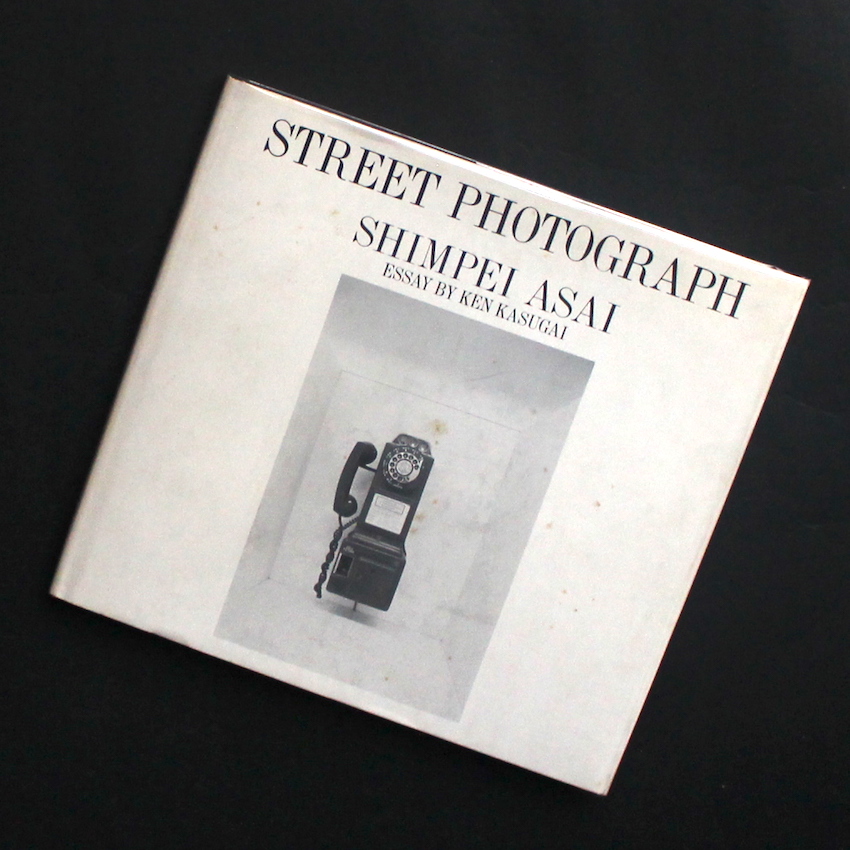 STREET PHOTOGRAPH
SHIMPEI ASAI
ESSAY BY KEN KASUGAI